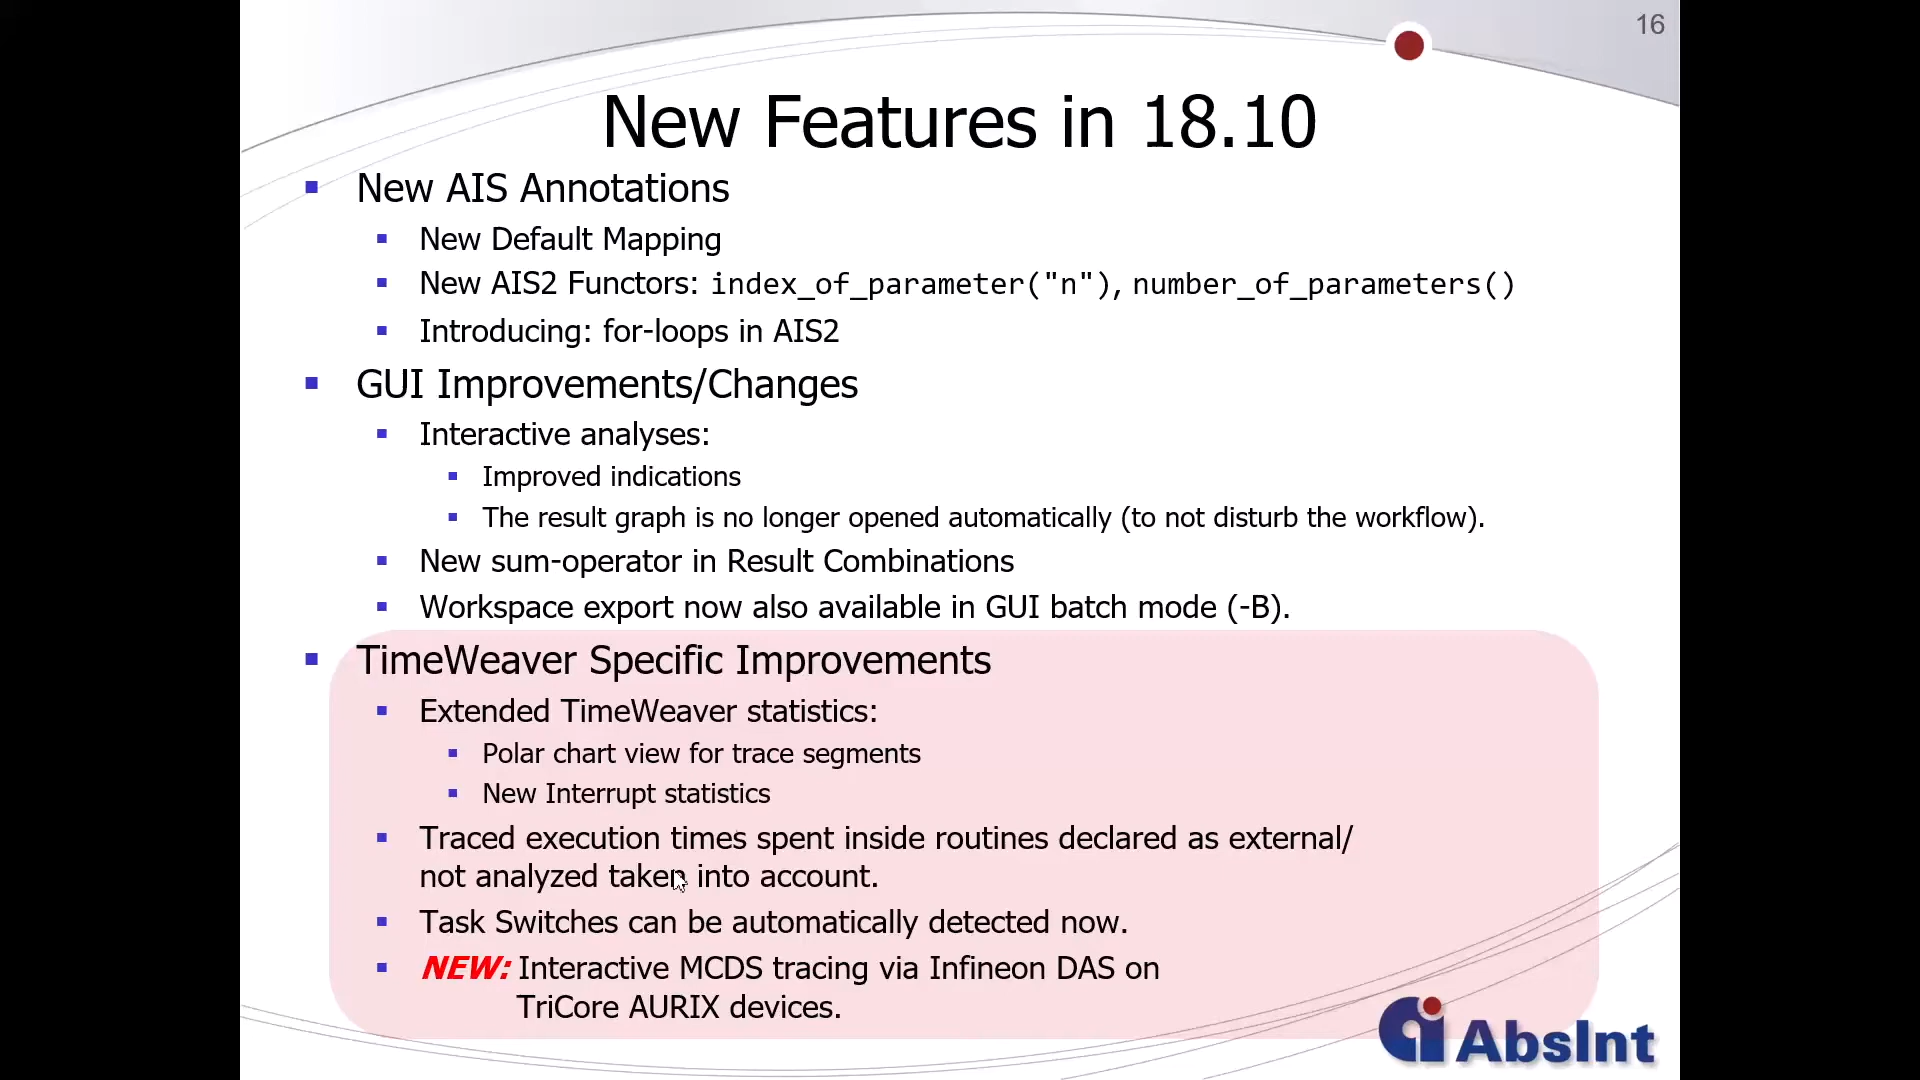 16
New Features in 18.10
New AIS Annotations
New Default Mapping
New AIS2 Functors: index_of_parameter("n"), number_of_parameters()
Introducing: for-loops in AIS2
GUI Improvements/Changes
Interactive analyses:
Improved indications
The result graph is no longer opened automatically (to not disturb the workflow).
New sum-operator in Result Combinations
Workspace export now also available in GUI batch mode (-B).
TimeWeaver Specific Improvements
Extended TimeWeaver statistics:
Polar chart view for trace segments
New Interrupt statistics
Traced execution times spent inside routines declared as external/
not analyzed taken into account.
Task Switches can be automatically detected now.
NEW: Interactive MCDS tracing via Infineon DAS on
TriCore AURIX devices.
AbsInt